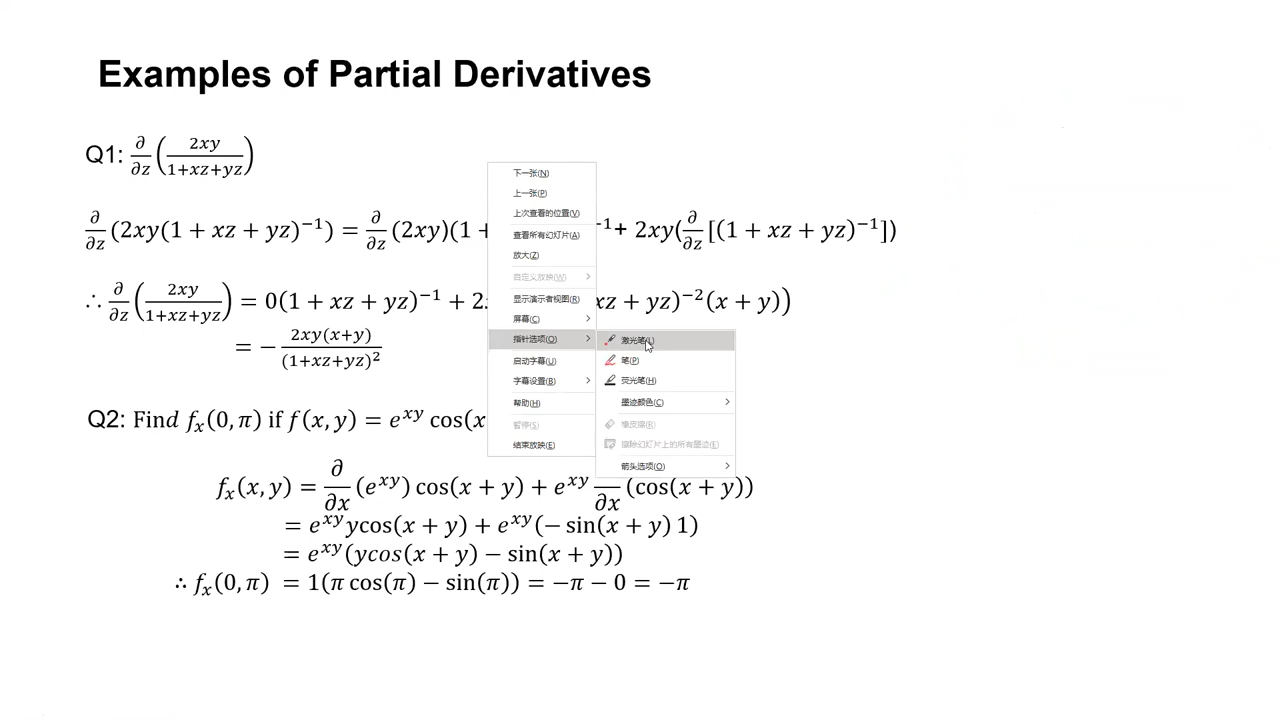 Examples of Partial Derivatives
Q1: ∂/∂z (2xy/(1+xz+yz))
∂/∂z (2xy(1 + xz + yz)⁻¹) = ∂/∂z (2xy)(1 + ⁻¹+ 2xy(∂/∂z [(1 + xz + yz)⁻¹])
∴ ∂/∂z (2xy/(1+xz+yz)) = 0(1 + xz + yz)⁻¹ + 2 xz + yz)⁻²(x + y))
= − 2xy(x+y)/(1+xz+yz)²
Q2: Find fₓ(0, π) if f(x, y) = eˣʸ cos(x
fₓ(x, y) = ∂/∂x (eˣʸ) cos(x + y) + eˣʸ ∂/∂x (cos(x + y))
= eˣʸycos(x + y) + eˣʸ(− sin(x + y) 1)
= eˣʸ(ycos(x + y) − sin(x + y))
∴ fₓ(0, π) = 1(π cos(π) − sin(π)) = −π − 0 = −π
下一张(N)
上一张(P)
上次查看的位置(V)
查看所有幻灯片(A)
放大(Z)
自定义放映(W)
显示演示者视图(R)
屏幕(C)
指针选项(O)
启动字幕(U)
字幕设置(B)
帮助(H)
暂停(S)
结束放映(E)
激光笔(L)
笔(P)
荧光笔(H)
墨迹颜色(C)
橡皮擦(R)
擦除幻灯片上的所有墨迹(E)
箭头选项(O)